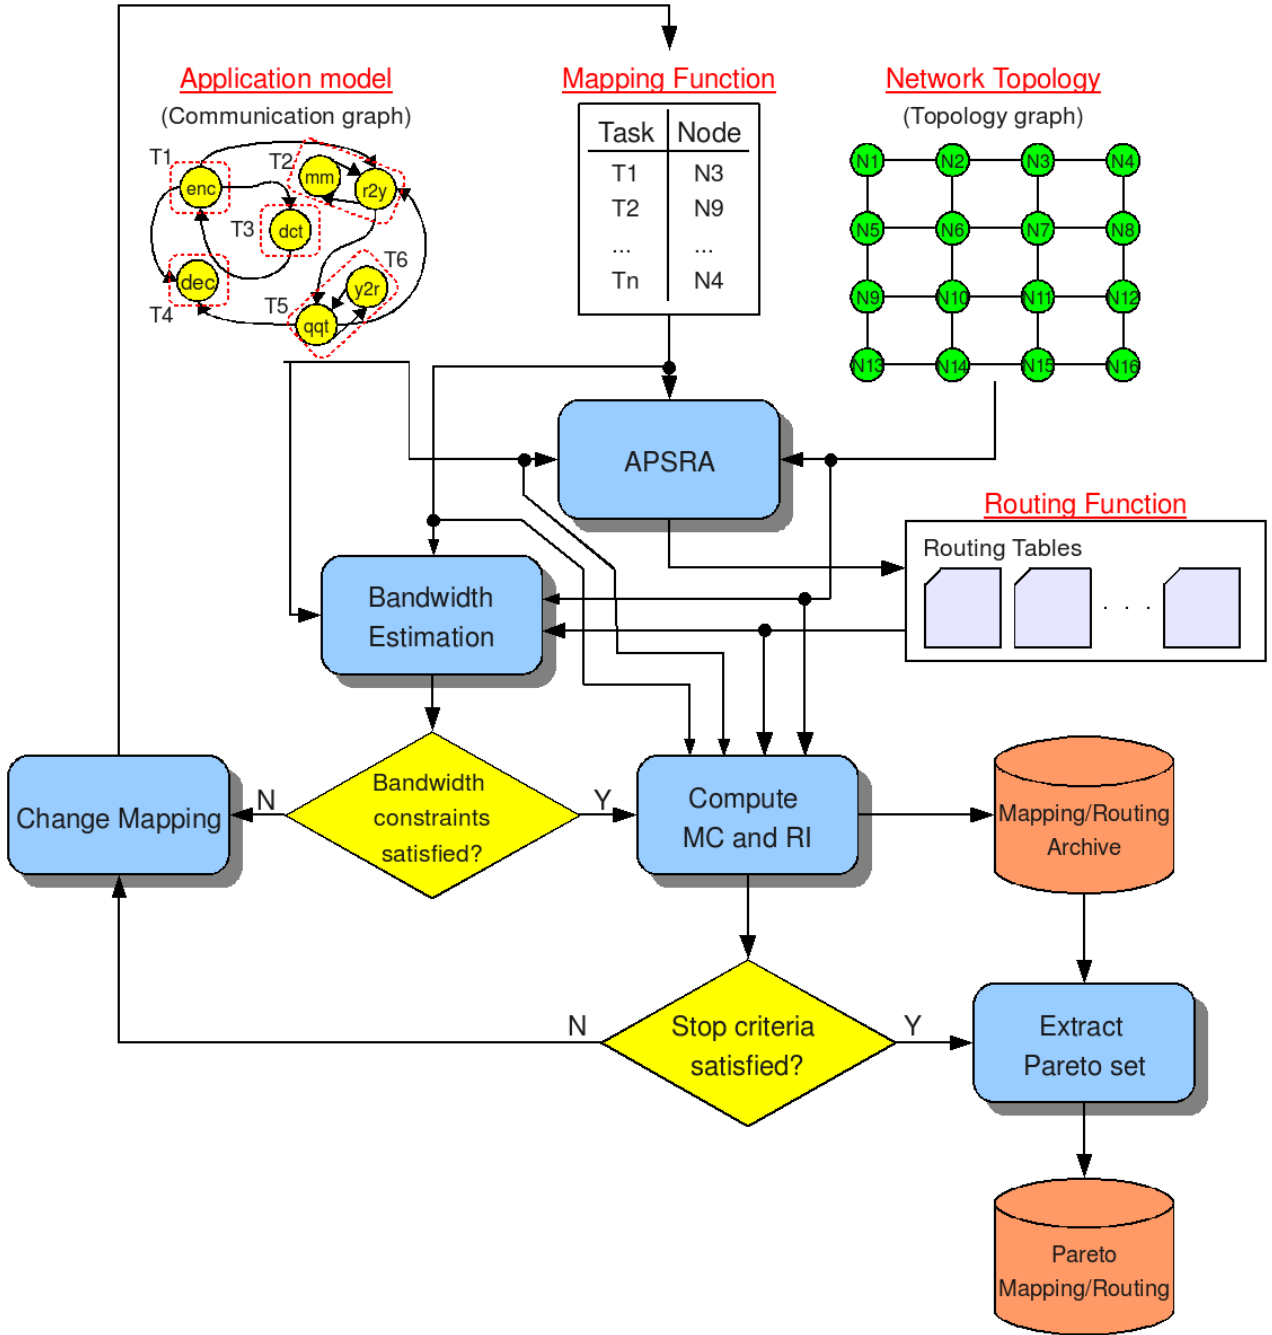 Application model
(Communication graph)
T1
enc
T2
mm
r2y
T3
dct
dec
T4
T5
T6
y2r
qqt
Mapping Function
Task Node
T1 N3
T2 N9
... ...
Tn N4
Network Topology
(Topology graph)
N1 N2 N3 N4
N5 N6 N7 N8
N9 N10 N11 N12
N13 N14 N15 N16
APSRA
Routing Function
Routing Tables
. . .
Bandwidth
Estimation
Change Mapping
N
Bandwidth
constraints
satisfied?
Y
Compute
MC and RI
Mapping/Routing
Archive
N
Stop criteria
satisfied?
Y
Extract
Pareto set
Pareto
Mapping/Routing